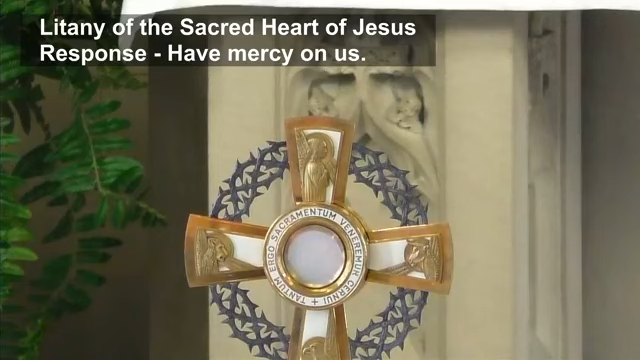 Litany of the Sacred Heart of Jesus
Response - Have mercy on us.
TANTUM ERGO SACRAMENTUM VENEREMUR CERNUI +